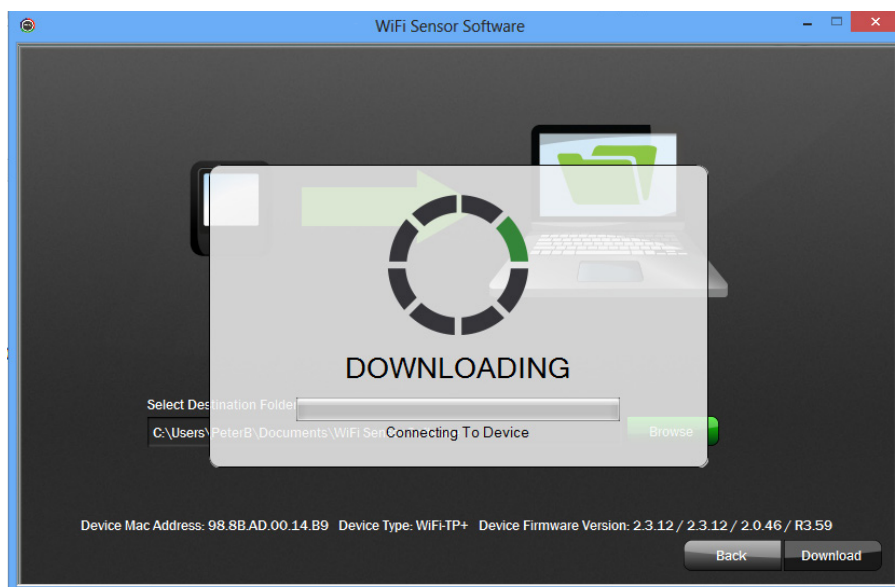 WiFi Sensor Software
DOWNLOADING
Select Destination Folder
C:\Users\PeterB\Documents\WiFi Sen
Connecting To Device
Browse
Device Mac Address: 98.8B.AD.00.14.B9 Device Type: WiFi-TP+ Device Firmware Version: 2.3.12 / 2.3.12 / 2.0.46 / R3.59
Back
Download